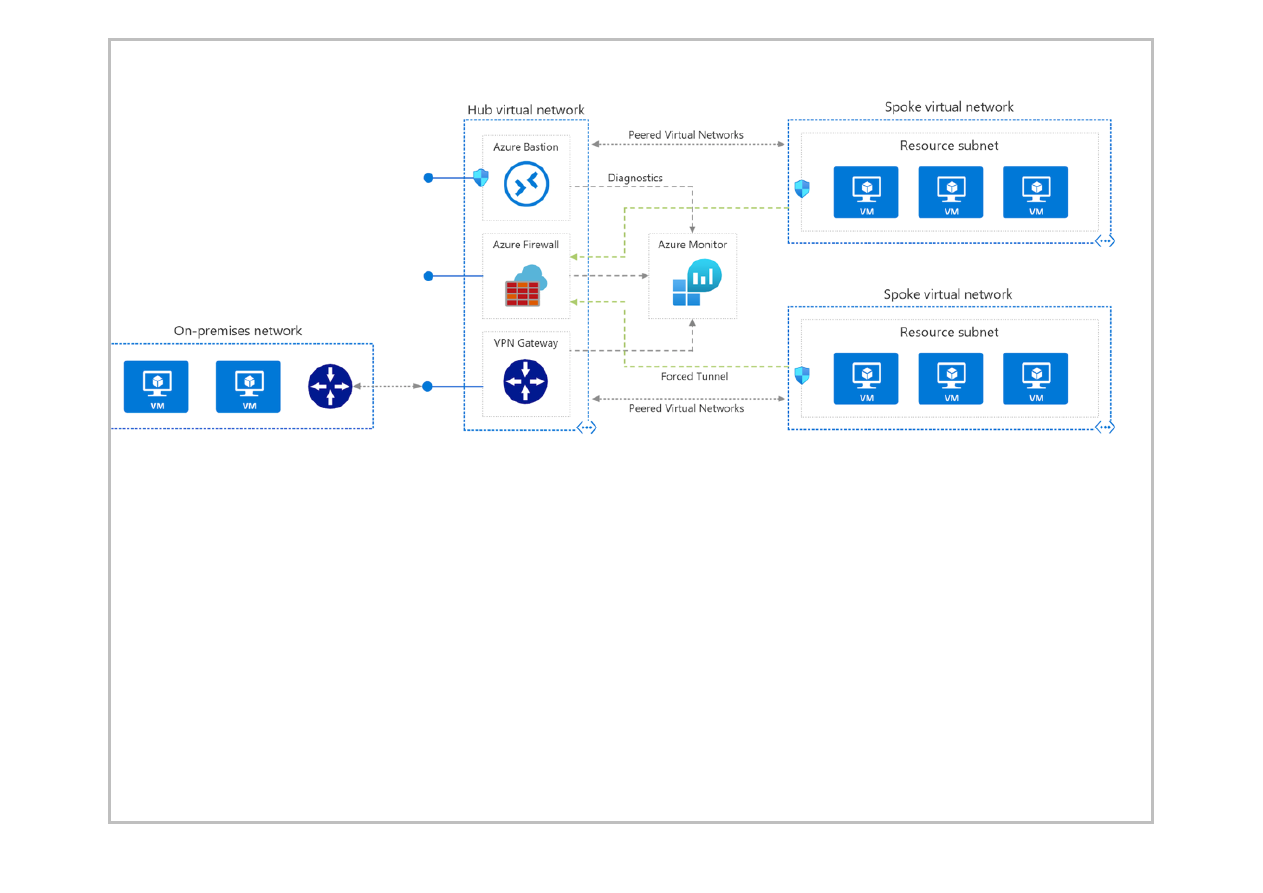 Hub virtual network
Spoke virtual network
Peered Virtual Networks
Azure Bastion
Resource subnet
Diagnostics
VM
VM
VM
Azure Firewall
Azure Monitor
Spoke virtual network
On-premises network
Resource subnet
VPN Gateway
VM
VM
Forced Tunnel
VM
VM
VM
Peered Virtual Networks